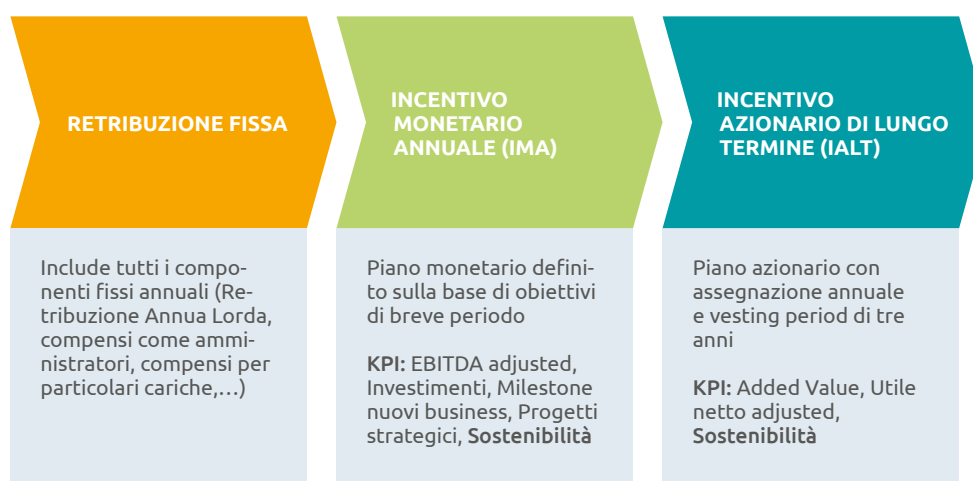 RETRIBUZIONE FISSA
Include tutti i compo-
nenti fissi annuali (Re-
tribuzione Annua Lorda,
compensi come ammi-
nistratori, compensi per
particolari cariche,...)
INCENTIVO
MONETARIO
ANNUALE (IMA)
Piano monetario defini-
to sulla base di obiettivi
di breve periodo
KPI: EBITDA adjusted,
Investimenti, Milestone
nuovi business, Progetti
strategici, Sostenibilità
INCENTIVO
AZIONARIO DI LUNGO
TERMINE (IALT)
Piano azionario con
assegnazione annuale
e vesting period di tre
anni
KPI: Added Value, Utile
netto adjusted,
Sostenibilità